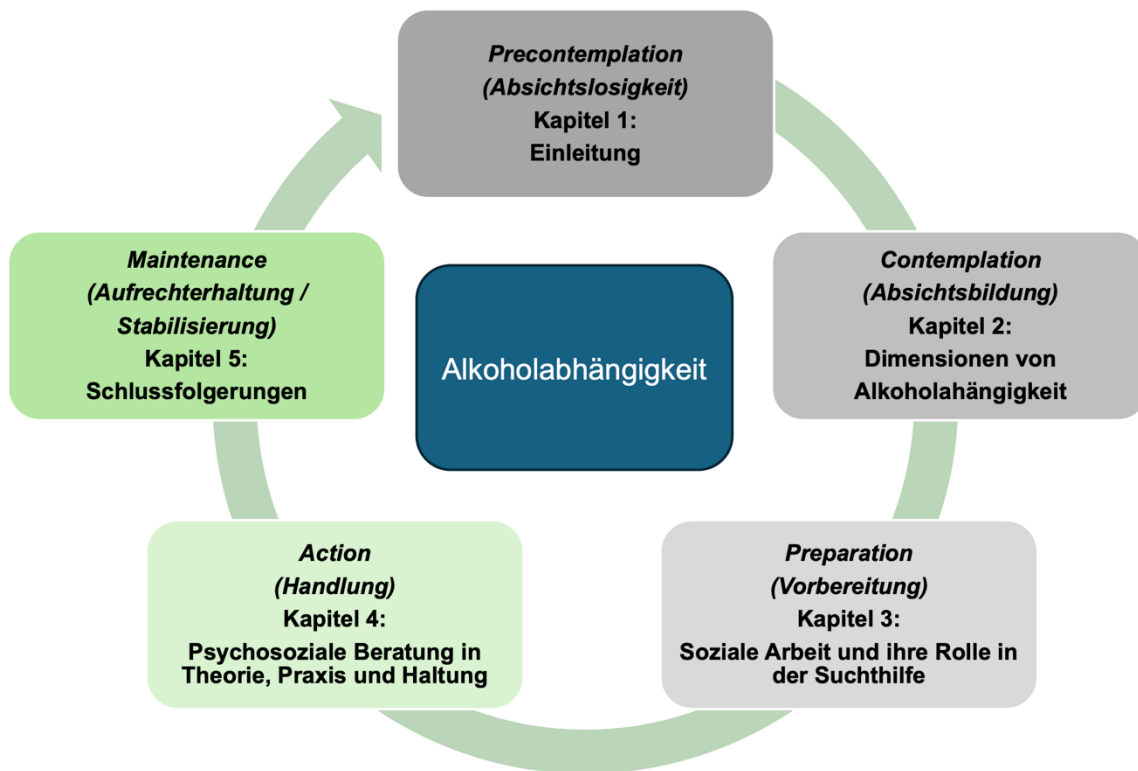 Precontemplation
(Absichtslosigkeit)
Kapitel 1:
Einleitung
Contemplation
(Absichtsbildung)
Kapitel 2:
Dimensionen von
Alkoholahängigkeit
Preparation
(Vorbereitung)
Kapitel 3:
Soziale Arbeit und ihre Rolle in
der Suchthilfe
Action
(Handlung)
Kapitel 4:
Psychosoziale Beratung in
Theorie, Praxis und Haltung
Maintenance
(Aufrechterhaltung /
Stabilisierung)
Kapitel 5:
Schlussfolgerungen
Alkoholabhängigkeit